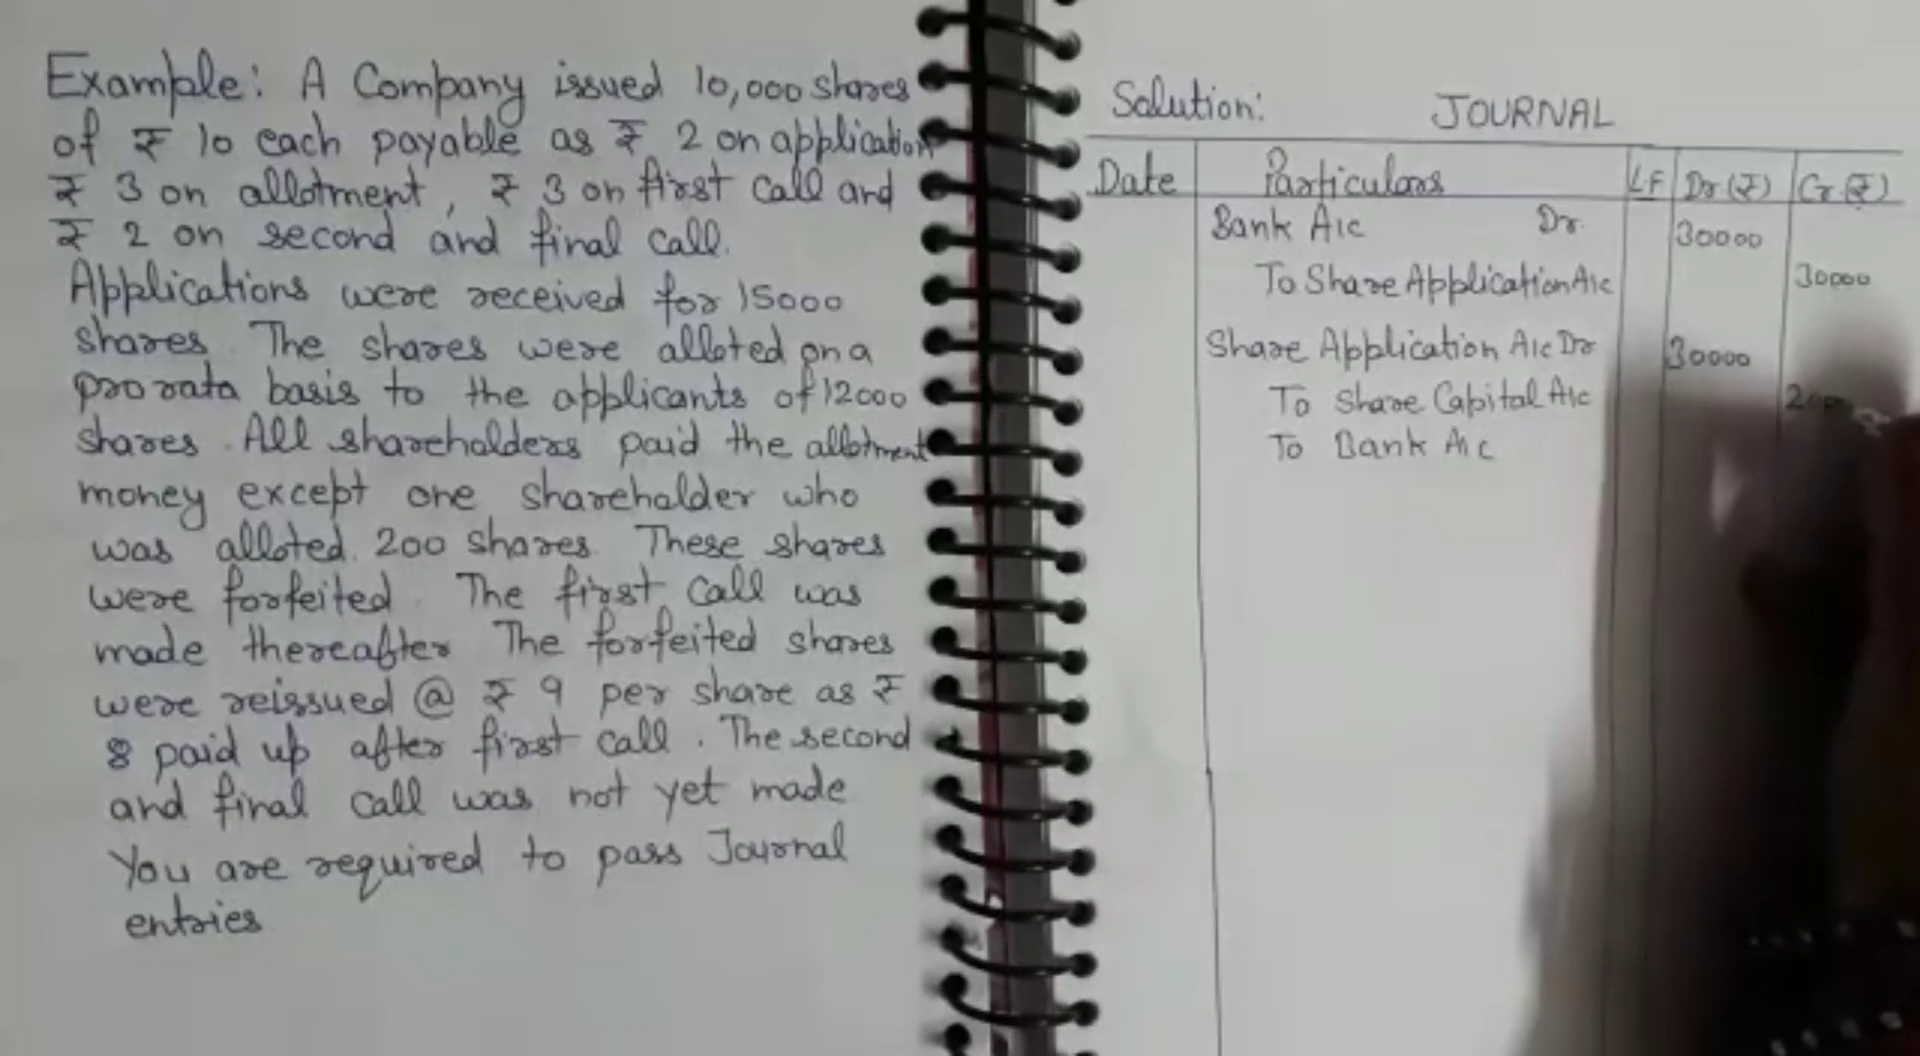 Example: A Company issued 10,000 shares
of ₹ 10 each payable as ₹ 2 on application
₹ 3 on allotment, ₹ 3 on first call and
₹ 2 on second and final call.
Applications were received for 15000
shares. The shares were alloted on a
pro rata basis to the applicants of 12000
shares. All shareholders paid the allotment
money except one shareholder who
was alloted 200 shares. These shares
were forfeited. The first call was
made thereafter The forfeited shares
were reissued @ ₹ 9 per share as ₹
8 paid up after first call. The second
and final call was not yet made
You are required to pass Journal
entries
Solution: JOURNAL
Date Particulars LF Dr (₹) Cr (₹)
Bank A/c Dr. 30000
To Share Application A/c 30000
Share Application A/c Dr 30000
To Share Capital A/c
To Bank A/c